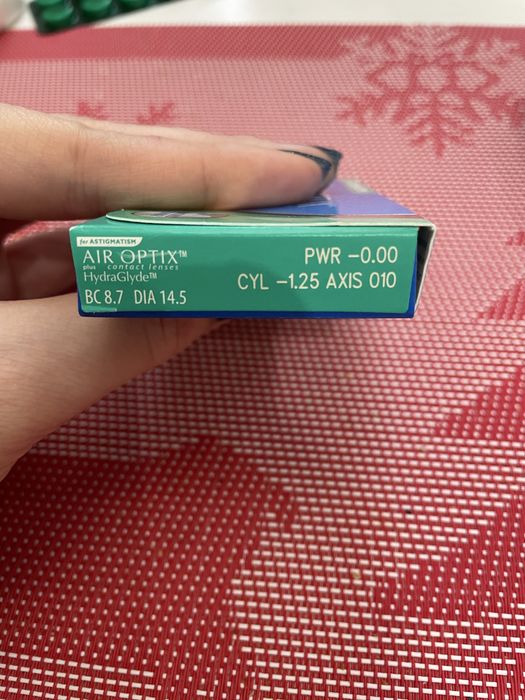 for ASTIGMATISM
AIR OPTIX™
plus contact lenses
HydraGlyde™
BC 8.7 DIA 14.5
PWR −0.00
CYL −1.25 AXIS 010